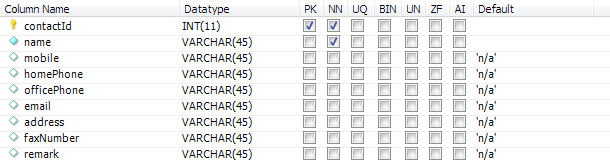 Column Name Datatype PK NN UQ BIN UN ZF AI Default
contactId INT(11)
name VARCHAR(45)
mobile VARCHAR(45) 'n/a'
homePhone VARCHAR(45) 'n/a'
officePhone VARCHAR(45) 'n/a'
email VARCHAR(45) 'n/a'
address VARCHAR(45) 'n/a'
faxNumber VARCHAR(45) 'n/a'
remark VARCHAR(45) 'n/a'